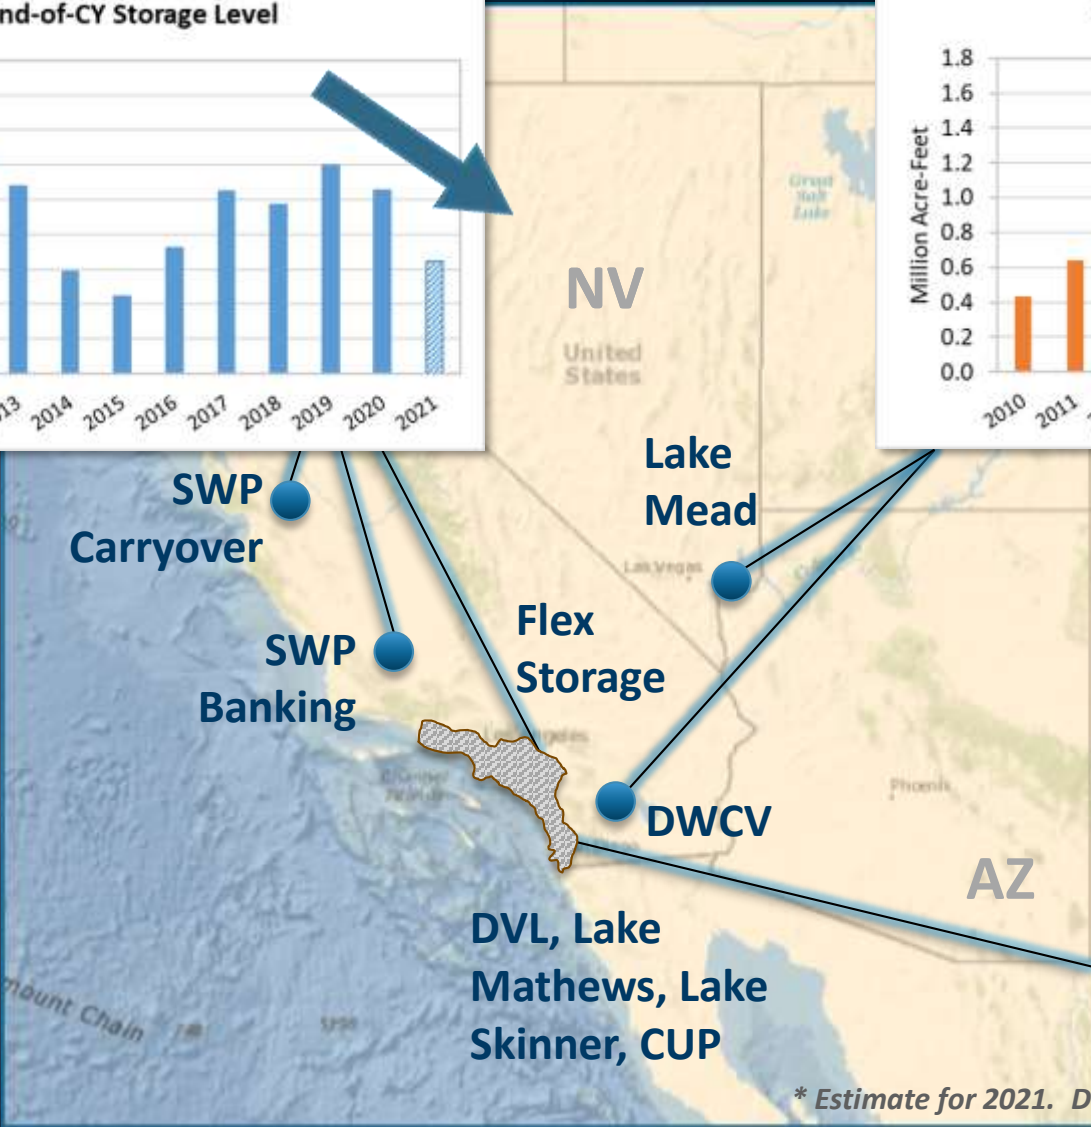 nd-of-CY Storage Level
13
2014
2015
2016
2017
2018
2019
2020
2021
1.8
1.6
1.4
1.2
1.0
0.8
0.6
0.4
0.2
0.0
Million Acre-Feet
2010
2011
Great
Salt
Lake
NV
United
States
SWP
Carryover
Lake
Mead
Las Vegas
SWP
Banking
Flex
Storage
Phoenix
DWCV
AZ
DVL, Lake
Mathews, Lake
Skinner, CUP
mount Chain
* Estimate for 2021. D